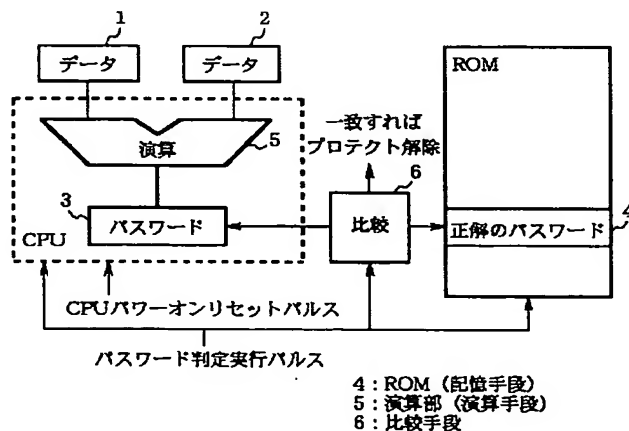 1
2
データ
データ
ROM
演算
5
一致すれば
プロテクト解除
6
3
パスワード
CPU
比較
正解のパスワード
4
CPUパワーオンリセットパルス
パスワード判定実行パルス
4：ROM（記憶手段）
5：演算部（演算手段）
6：比較手段